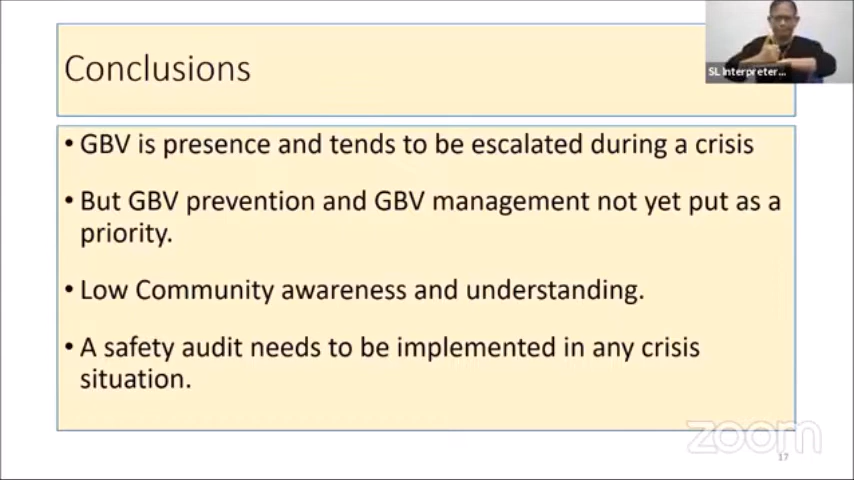 SL Interpreter...
Conclusions
• GBV is presence and tends to be escalated during a crisis
• But GBV prevention and GBV management not yet put as a
priority.
• Low Community awareness and understanding.
• A safety audit needs to be implemented in any crisis
situation.
zoom
17